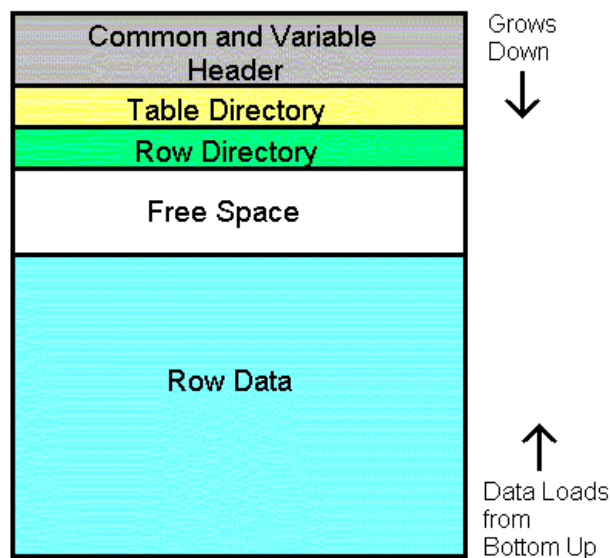 Common and Variable
Header
Grows
Down
Table Directory
Row Directory
Free Space
Row Data
Data Loads
from
Bottom Up